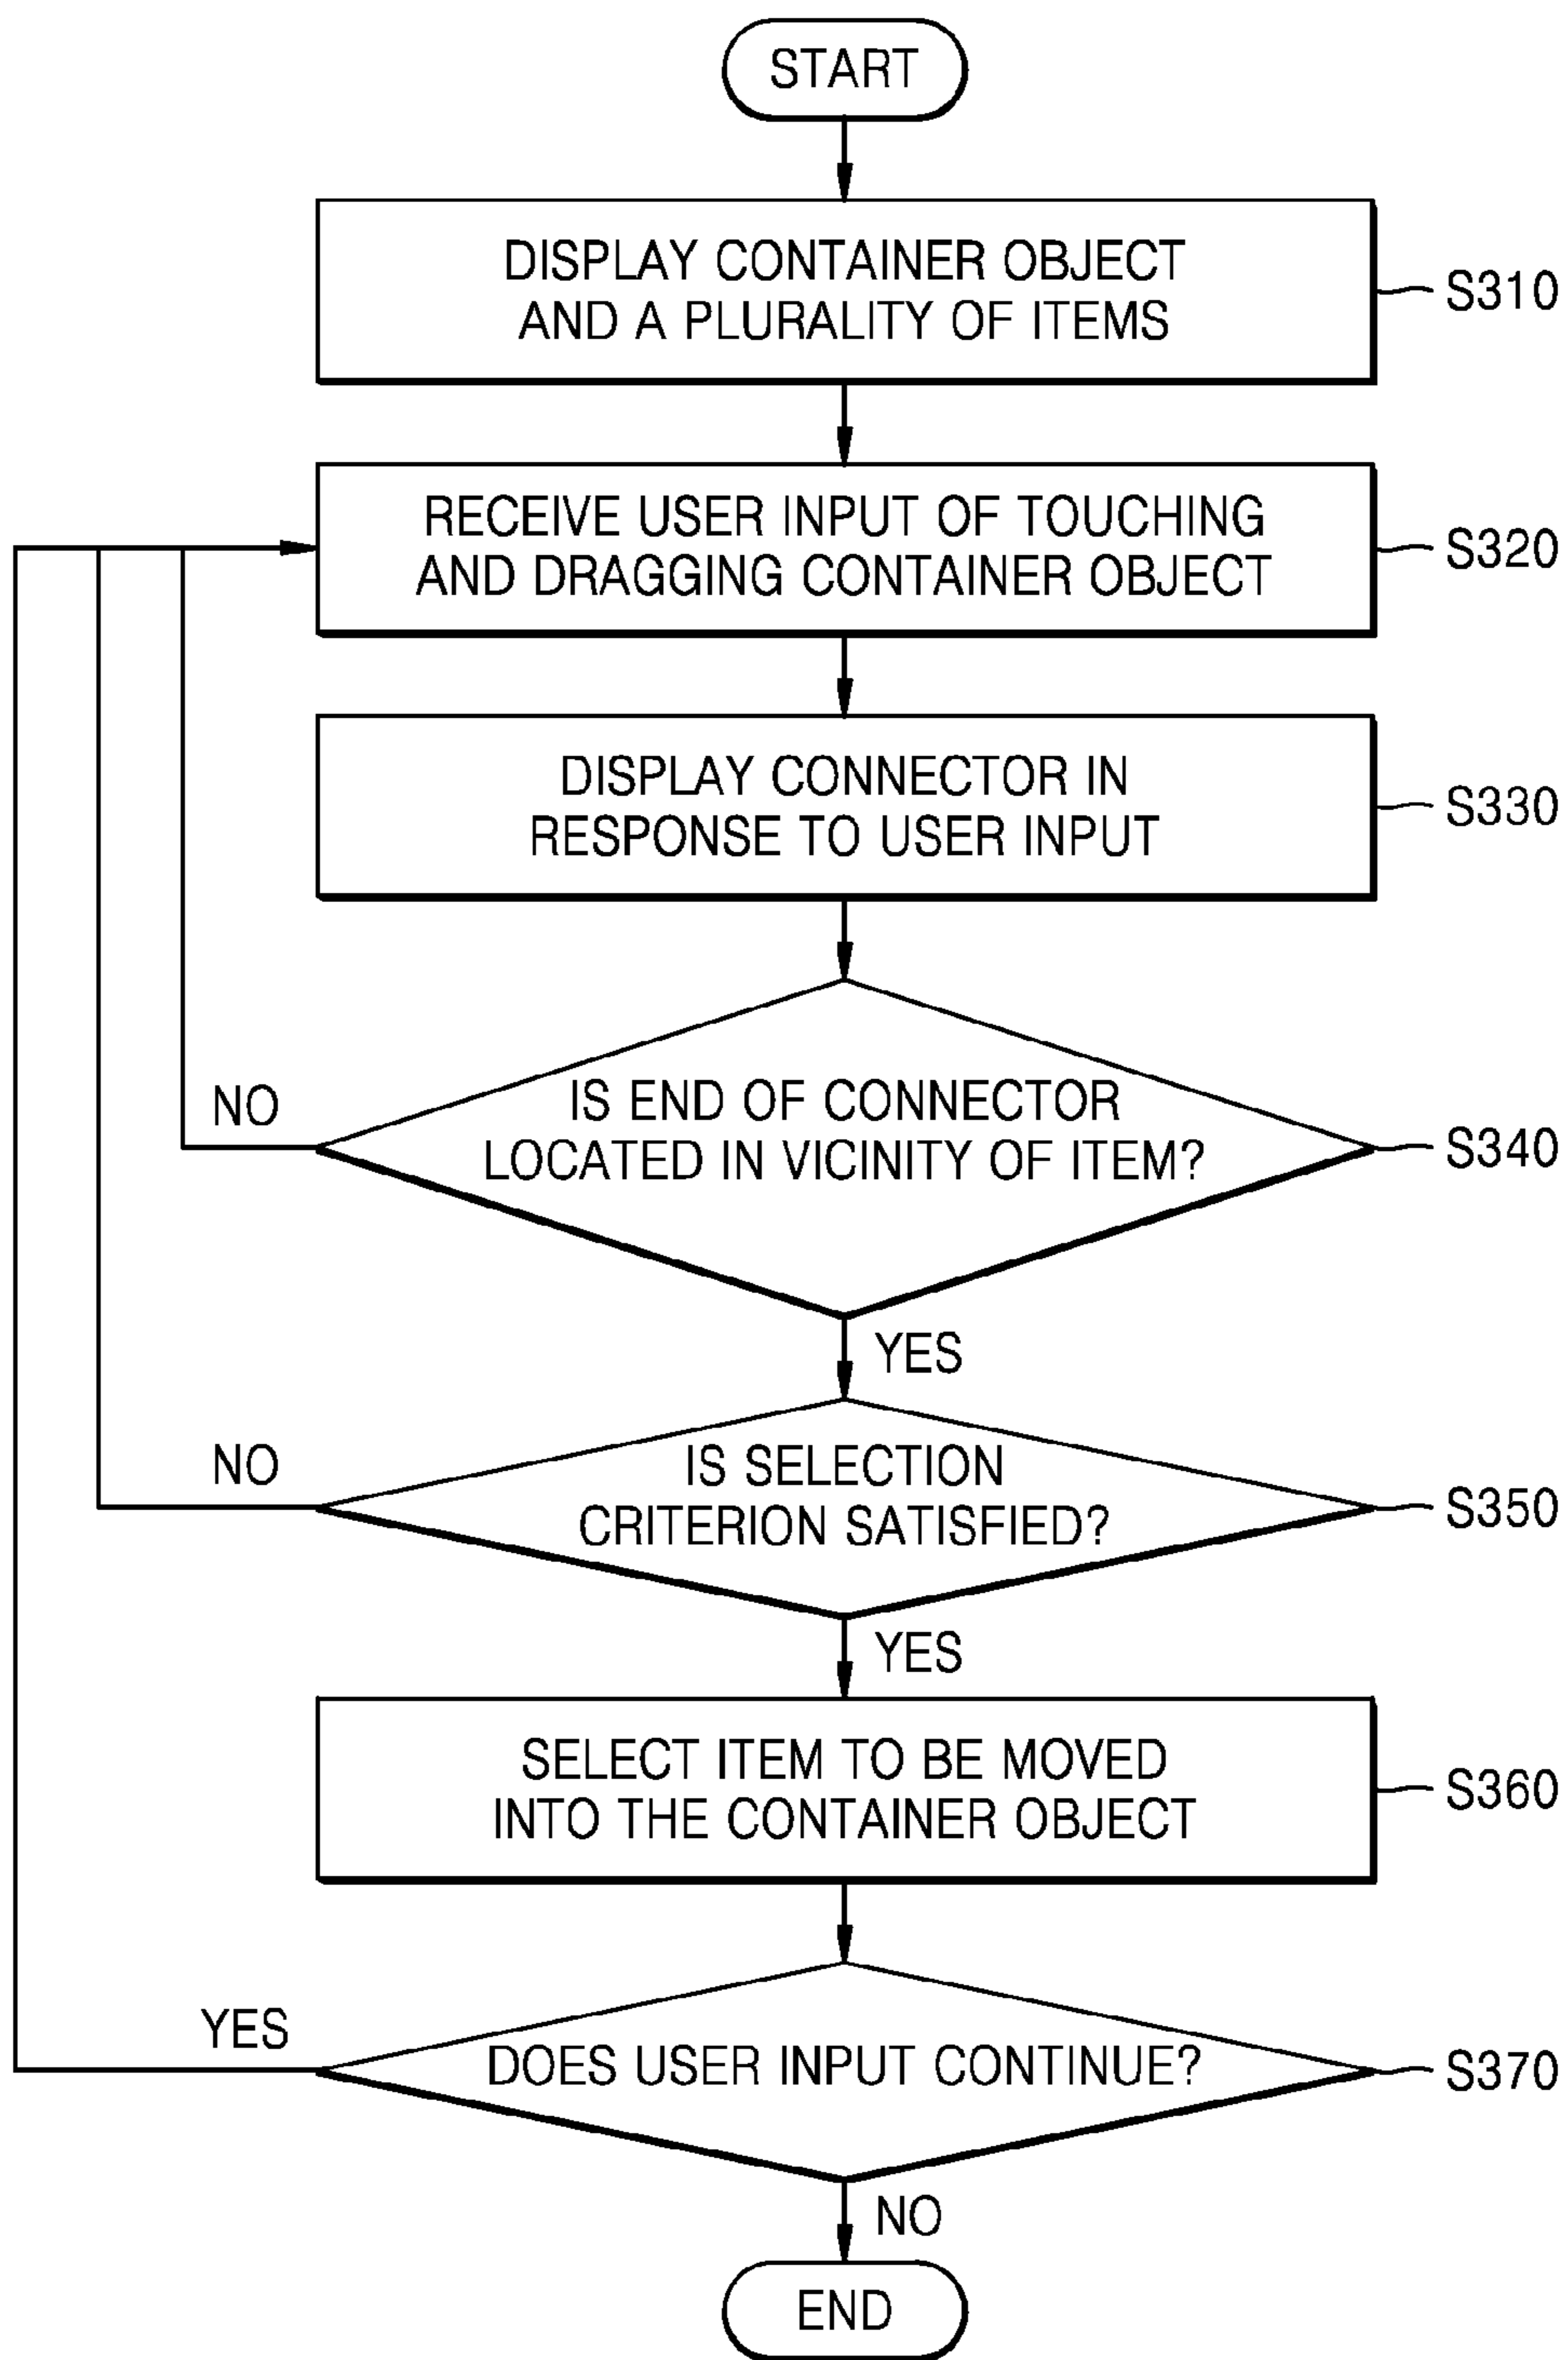 START
DISPLAY CONTAINER OBJECT
AND A PLURALITY OF ITEMS
S310
RECEIVE USER INPUT OF TOUCHING
AND DRAGGING CONTAINER OBJECT
S320
DISPLAY CONNECTOR IN
RESPONSE TO USER INPUT
S330
NO
IS END OF CONNECTOR
LOCATED IN VICINITY OF ITEM?
S340
YES
NO
IS SELECTION
CRITERION SATISFIED?
S350
YES
SELECT ITEM TO BE MOVED
INTO THE CONTAINER OBJECT
S360
YES
DOES USER INPUT CONTINUE?
S370
NO
END